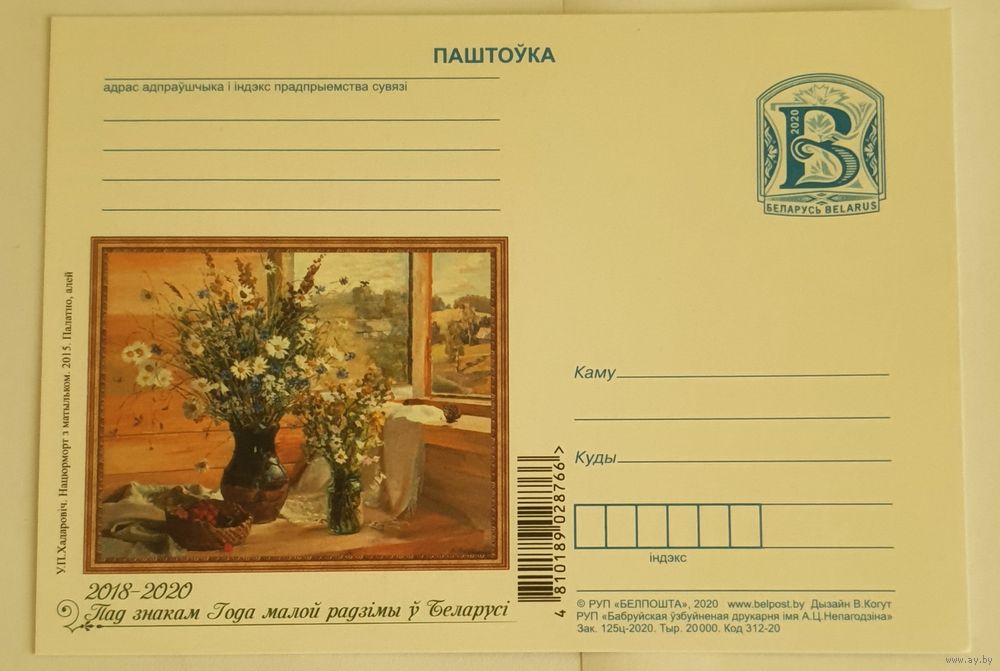 ПАШТОЎКА
адрас адпраўшчыка і індэкс прадпрыемства сувязі
2020
В
БЕЛАРУСЬ BELARUS
У.П.Хадаровіч. Нацюрморт з матыльком. 2015. Палатно, алей
2018–2020
Пад знакам Года малой радзімы ў Беларусі
4 810189 028766 >
Каму
Куды
індэкс
© РУП «БЕЛПОШТА», 2020 www.belpost.by Дызайн В.Когут
РУП «Бабруйская ўзбуйненая друкарня імя А.Ц.Непагодзіна»
Зак. 125ц-2020. Тыр. 20000. Код 312-20
www.ay.by